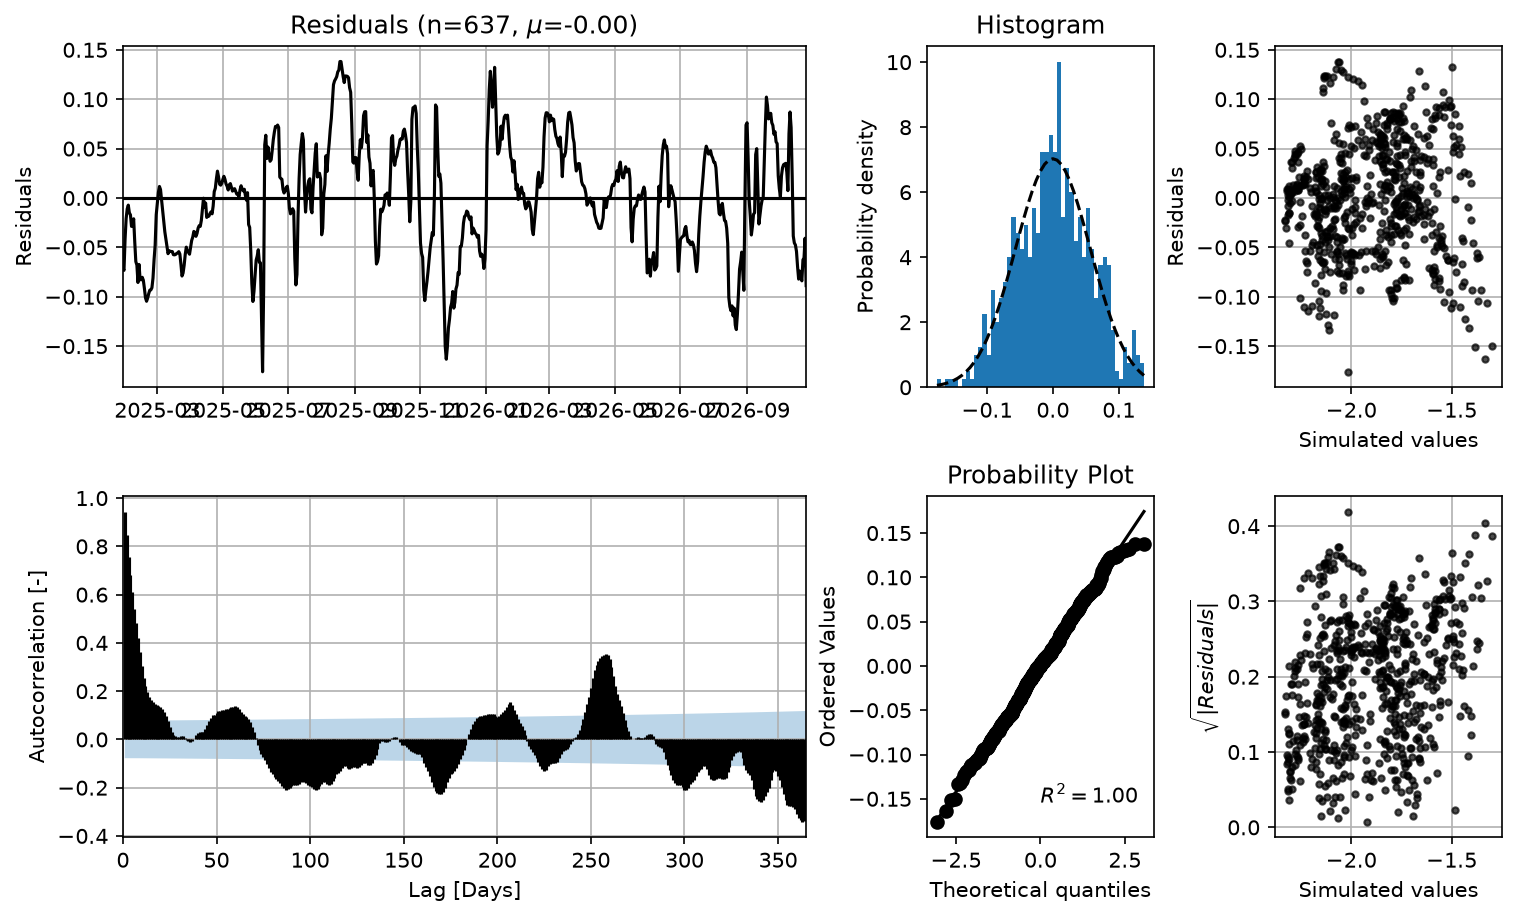 Residuals (n=637, μ=-0.00)
Residuals
0.15
0.10
0.05
0.00
−0.05
−0.10
−0.15
2025-03 2025-05 2025-07 2025-09 2025-11 2026-01 2026-03 2026-05 2026-07 2026-09
Histogram
Probability density
10
8
6
4
2
0
−0.1 0.0 0.1
Residuals
0.15
0.10
0.05
0.00
−0.05
−0.10
−0.15
−2.0 −1.5
Simulated values
Autocorrelation [-]
1.0
0.8
0.6
0.4
0.2
0.0
−0.2
−0.4
0 50 100 150 200 250 300 350
Lag [Days]
Probability Plot
Ordered Values
0.15
0.10
0.05
0.00
−0.05
−0.10
−0.15
R² = 1.00
−2.5 0.0 2.5
Theoretical quantiles
√|Residuals|
0.4
0.3
0.2
0.1
0.0
−2.0 −1.5
Simulated values